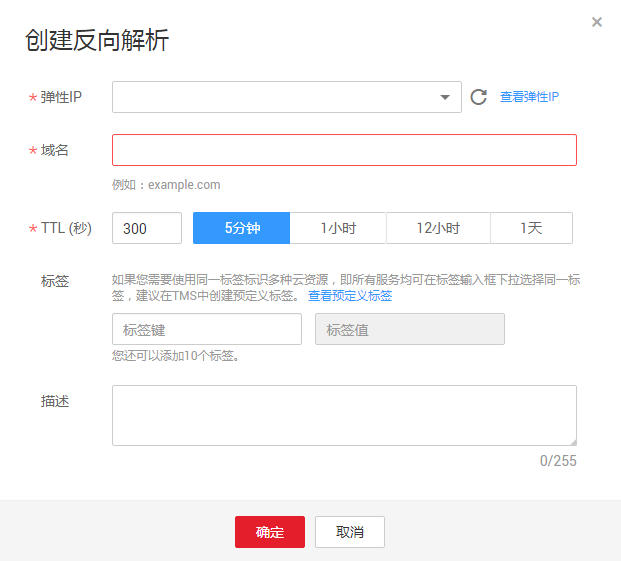 创建反向解析
* 弹性IP
查看弹性IP
* 域名
例如：example.com
* TTL (秒) 300 5分钟 1小时 12小时 1天
标签
如果您需要使用同一标签标识多种云资源，即所有服务均可在标签输入框下拉选择同一标
签，建议在TMS中创建预定义标签。 查看预定义标签
标签键 标签值
您还可以添加10个标签。
描述
0/255
确定 取消